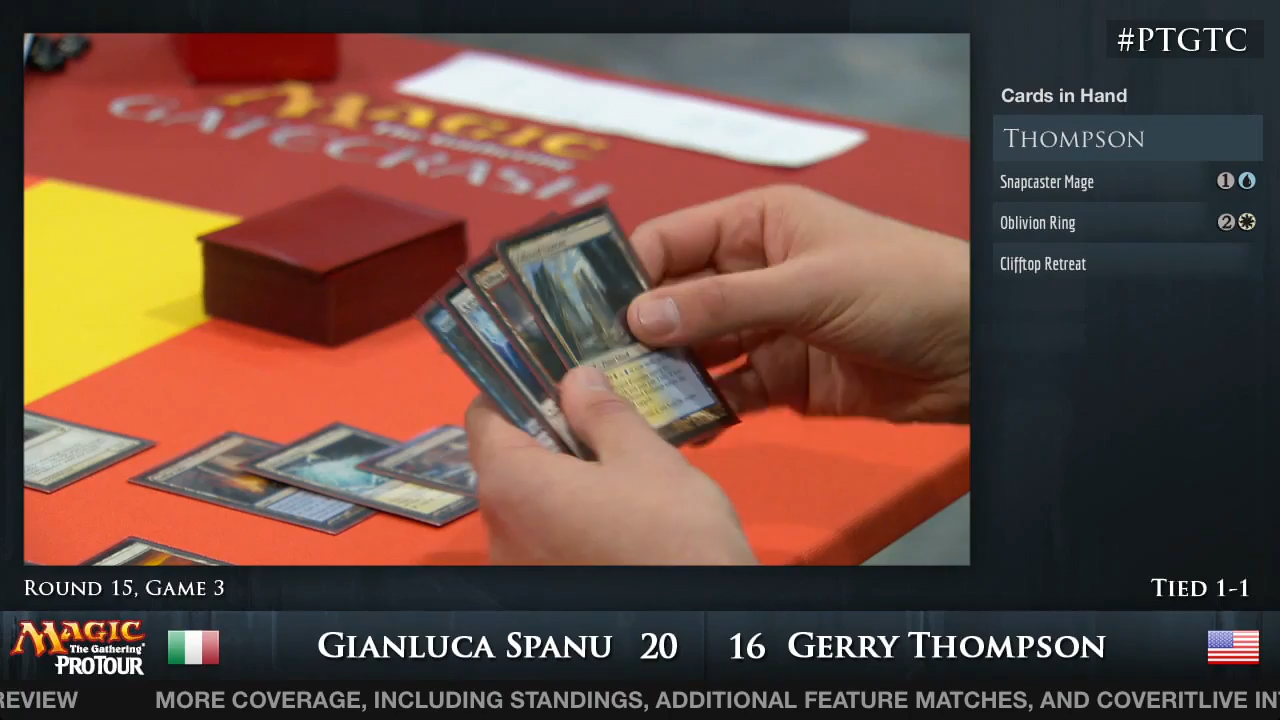 #PTGTC
Cards in Hand
THOMPSON
Snapcaster Mage 1
Oblivion Ring 2
Clifftop Retreat
MAGIC
The Gathering
GATECRASH
ROUND 15, GAME 3
TIED 1-1
MAGIC
The Gathering
PROTOUR
GIANLUCA SPANU 20
16 GERRY THOMPSON
REVIEW MORE COVERAGE, INCLUDING STANDINGS, ADDITIONAL FEATURE MATCHES, AND COVERITLIVE IN